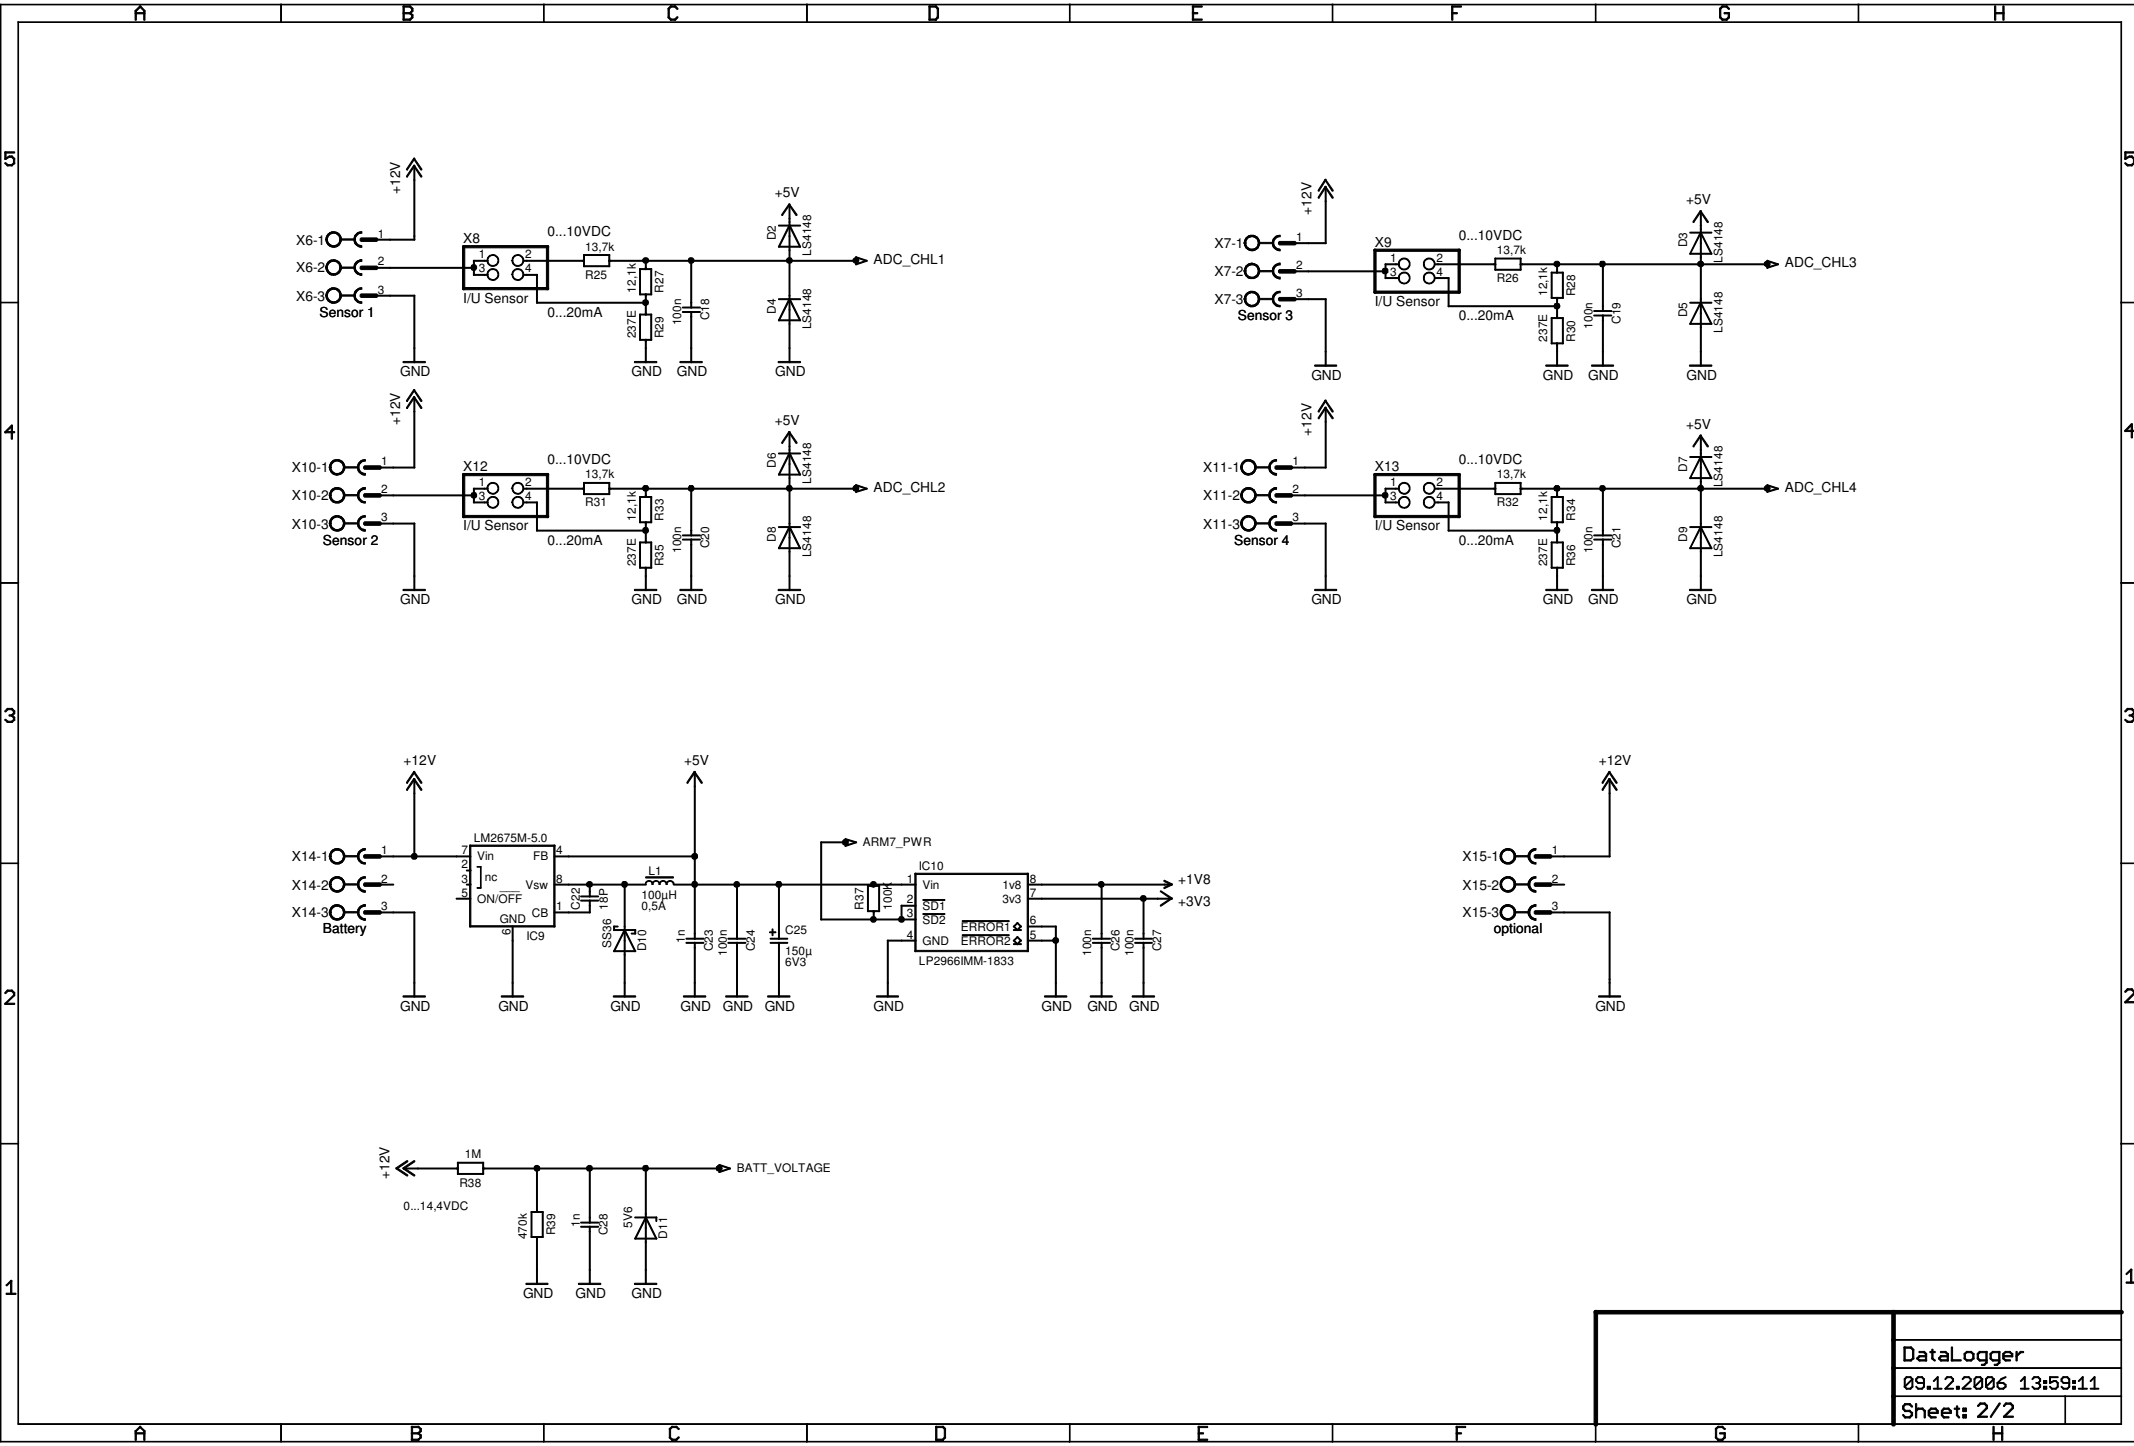 A B C D E F G H
5 5
4 4
3 3
2 2
1 1
+12V
X6-1 1
X6-2 2
X6-3 3
Sensor 1
GND
X8
1 2
3 4
I/U Sensor
0...10VDC
13,7k
R25
0...20mA
12,1k R27
237E R29
GND
100n C18
GND
+5V
D2 LS4148
D4 LS4148
GND
ADC_CHL1
+12V
X7-1 1
X7-2 2
X7-3 3
Sensor 3
GND
X9
1 2
3 4
I/U Sensor
0...10VDC
13,7k
R26
0...20mA
12,1k R28
237E R30
GND
100n C19
GND
+5V
D3 LS4148
D5 LS4148
GND
ADC_CHL3
+12V
X10-1 1
X10-2 2
X10-3 3
Sensor 2
GND
X12
1 2
3 4
I/U Sensor
0...10VDC
13,7k
R31
0...20mA
12,1k R33
237E R35
GND
100n C20
GND
+5V
D6 LS4148
D8 LS4148
GND
ADC_CHL2
+12V
X11-1 1
X11-2 2
X11-3 3
Sensor 4
GND
X13
1 2
3 4
I/U Sensor
0...10VDC
13,7k
R32
0...20mA
12,1k R34
237E R36
GND
100n C21
GND
+5V
D7 LS4148
D9 LS4148
GND
ADC_CHL4
+12V
X14-1 1
X14-2 2
X14-3 3
Battery
GND
LM2675M-5.0
7 Vin FB 4
2
3 nc Vsw 8
5 ON/OFF
CB 1
GND
6
IC9
GND
C22 18P
SS36 D10
GND
L1
100µH
0,5A
+5V
1n C23
GND
100n C24
GND
+ C25
150µ
6V3
GND
ARM7_PWR
R37 100K
IC10
1 Vin 1v8 8
2 SD1 3v3 7
3 SD2
ERROR1 6
4 GND ERROR2 5
LP2966IMM-1833
GND
GND
+1V8
+3V3
100n C26
GND
100n C27
GND
+12V
X15-1 1
X15-2 2
X15-3 3
optional
GND
+12V
1M
R38
0...14,4VDC
470k R39
GND
1n C28
GND
5V6 D11
GND
BATT_VOLTAGE
DataLogger
09.12.2006 13:59:11
Sheet: 2/2
A B C D E F G H